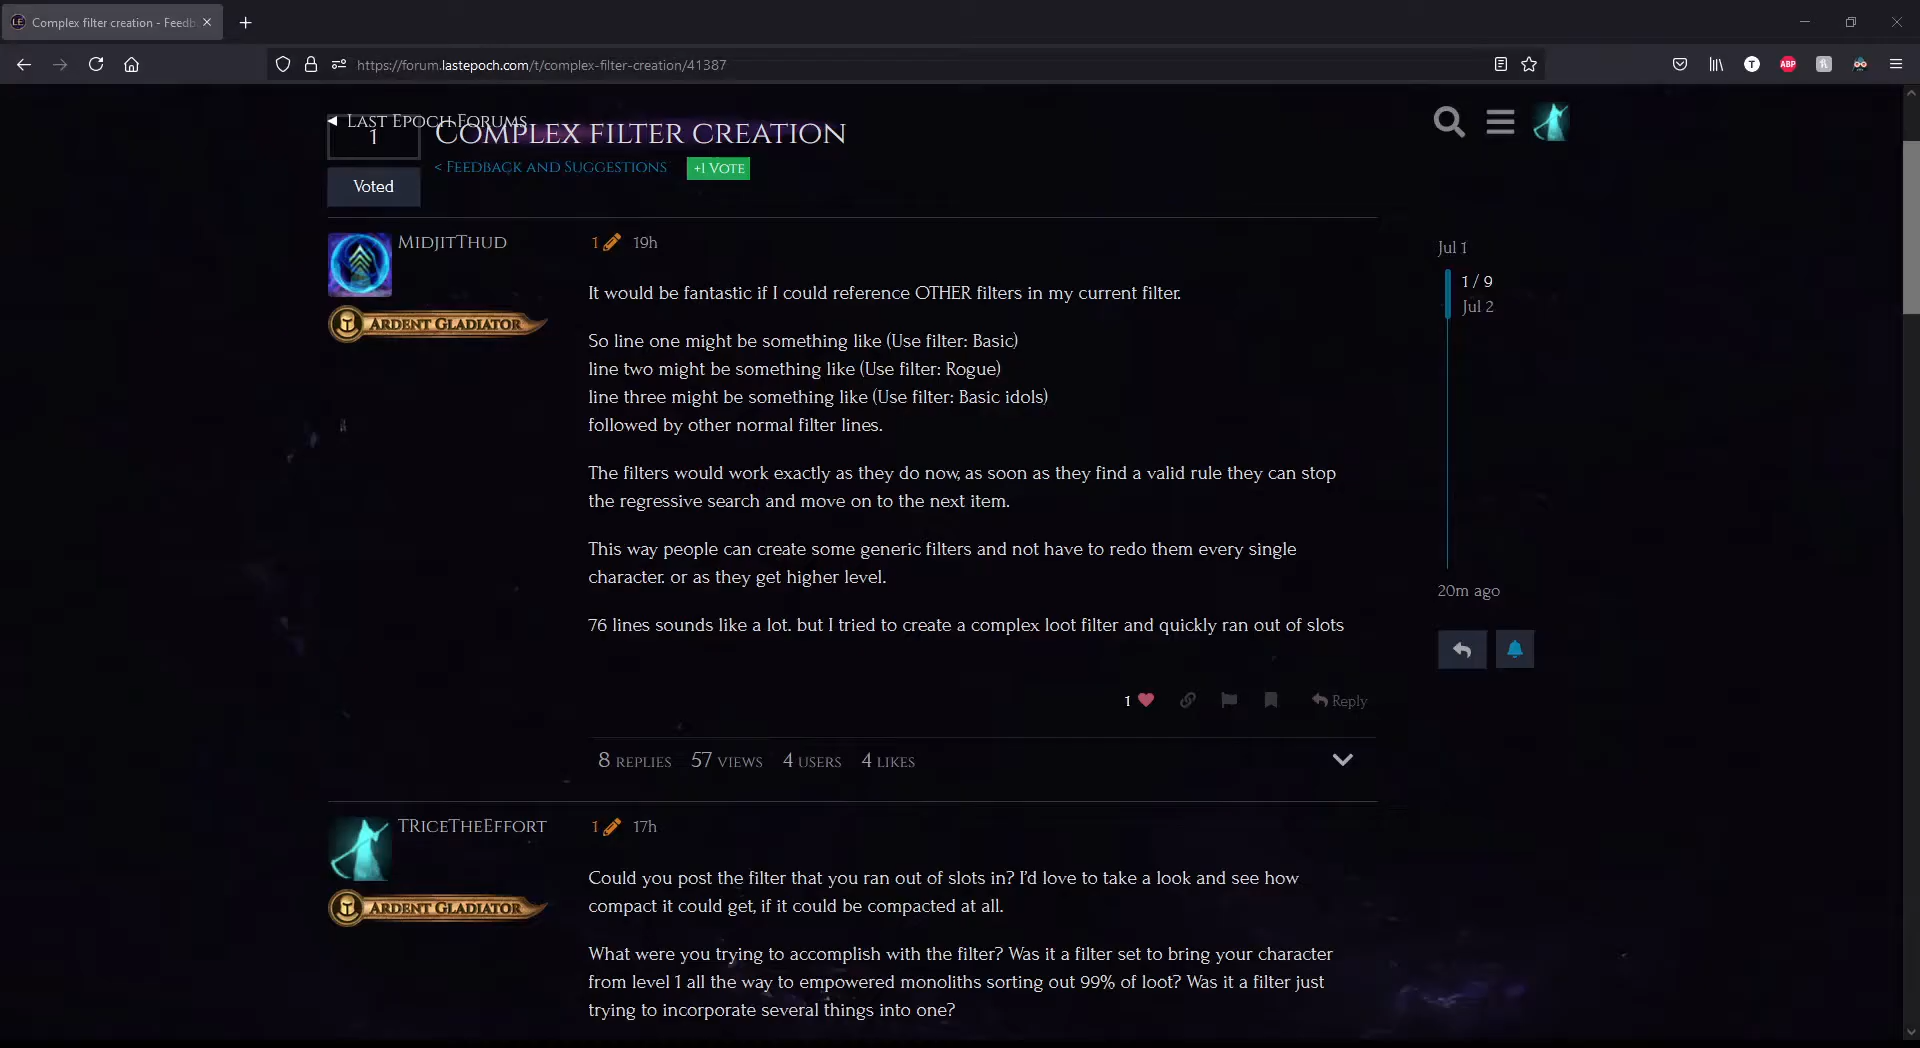 Complex filter creation - Feedb
https://forum.lastepoch.com/t/complex-filter-creation/41387
T
ABP
Last Epoch Forums
1
Complex filter creation
< Feedback and Suggestions
+1 Vote
Voted
MidjitThud
1
19h
Ardent Gladiator
It would be fantastic if I could reference OTHER filters in my current filter.
So line one might be something like (Use filter: Basic)
line two might be something like (Use filter: Rogue)
line three might be something like (Use filter: Basic idols)
followed by other normal filter lines.
The filters would work exactly as they do now, as soon as they find a valid rule they can stop
the regressive search and move on to the next item.
This way people can create some generic filters and not have to redo them every single
character. or as they get higher level.
76 lines sounds like a lot. but I tried to create a complex loot filter and quickly ran out of slots
1
Reply
8 replies 57 views 4 users 4 likes
Jul 1
1 / 9
Jul 2
20m ago
TRiceTheEffort
1
17h
Ardent Gladiator
Could you post the filter that you ran out of slots in? I'd love to take a look and see how
compact it could get, if it could be compacted at all.
What were you trying to accomplish with the filter? Was it a filter set to bring your character
from level 1 all the way to empowered monoliths sorting out 99% of loot? Was it a filter just
trying to incorporate several things into one?